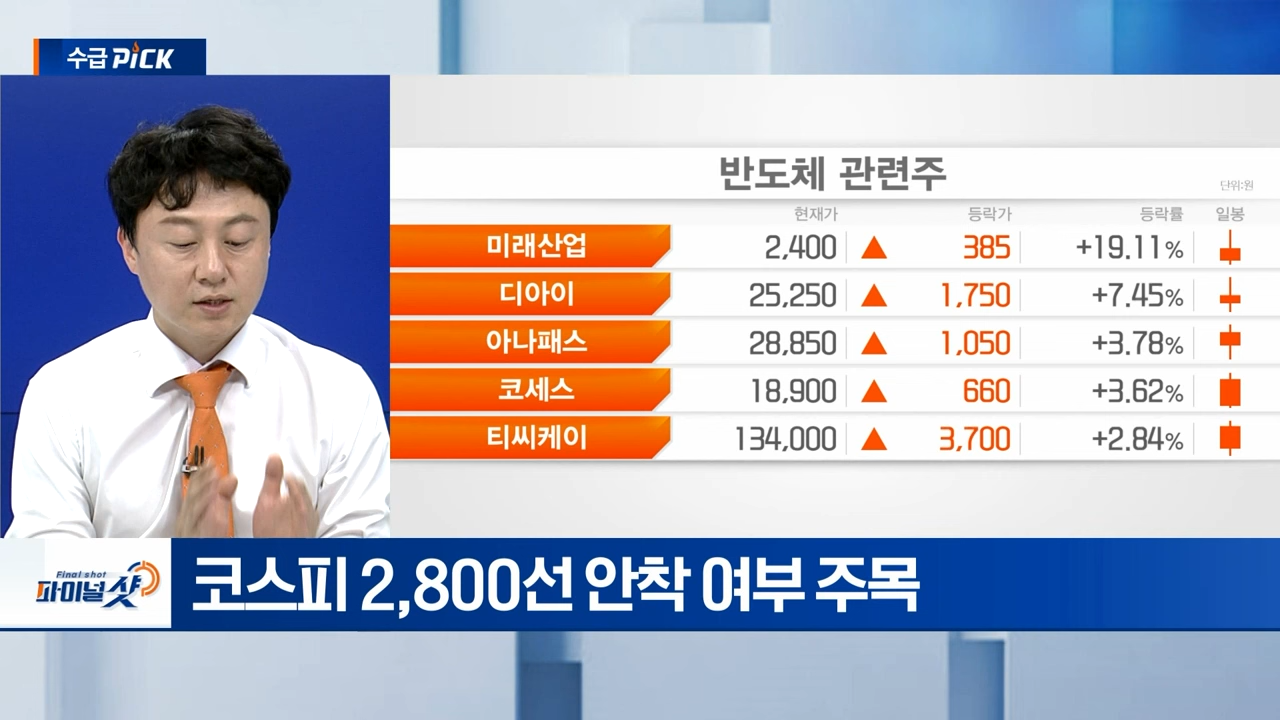 수급 PiCK
반도체 관련주
단위:원
현재가 등락가 등락률 일봉
미래산업 2,400 ▲ 385 +19.11%
디아이 25,250 ▲ 1,750 +7.45%
아나패스 28,850 ▲ 1,050 +3.78%
코세스 18,900 ▲ 660 +3.62%
티씨케이 134,000 ▲ 3,700 +2.84%
Final shot
파이널샷
코스피 2,800선 안착 여부 주목